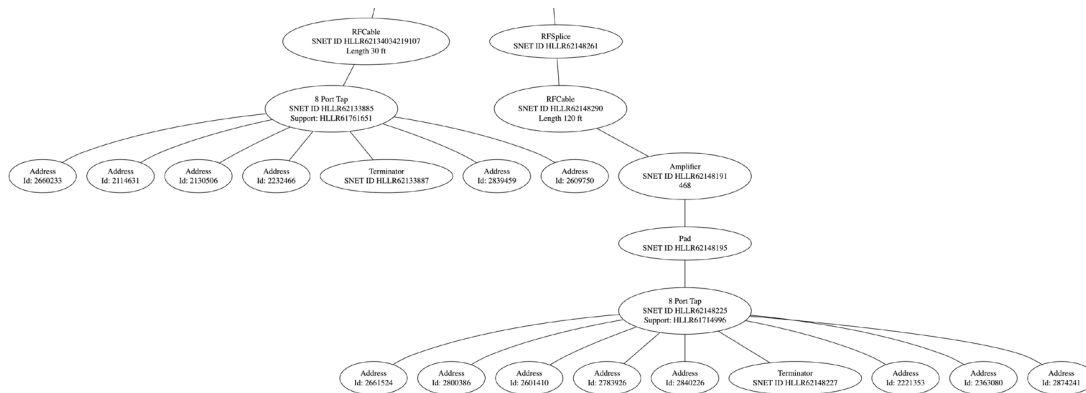 RFCable
SNET ID HLLR62134034219107
Length 30 ft
RFSplice
SNET ID HLLR62148261
8 Port Tap
SNET ID HLLR62133885
Support: HLLR61761651
RFCable
SNET ID HLLR62148290
Length 120 ft
Address
Id: 2660233
Address
Id: 2114631
Address
Id: 2130506
Address
Id: 2232466
Terminator
SNET ID HLLR62133887
Address
Id: 2839459
Address
Id: 2609750
Amplifier
SNET ID HLLR62148191
468
Pad
SNET ID HLLR62148195
8 Port Tap
SNET ID HLLR62148225
Support: HLLR61714996
Address
Id: 2661524
Address
Id: 2800386
Address
Id: 2601410
Address
Id: 2783926
Address
Id: 2840226
Terminator
SNET ID HLLR62148227
Address
Id: 2221353
Address
Id: 2363080
Address
Id: 2874241